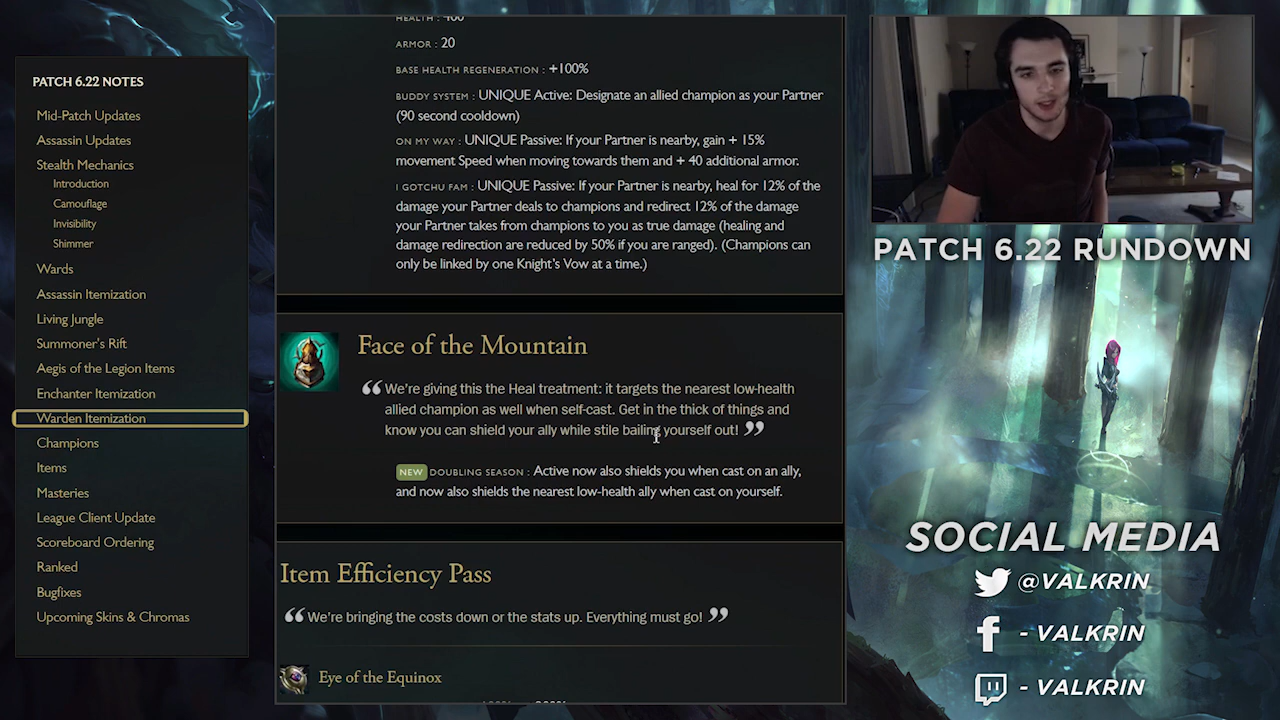 PATCH 6.22 NOTES
Mid-Patch Updates
Assassin Updates
Stealth Mechanics
Introduction
Camouflage
Invisibility
Shimmer
Wards
Assassin Itemization
Living Jungle
Summoner's Rift
Aegis of the Legion Items
Enchanter Itemization
Warden Itemization
Champions
Items
Masteries
League Client Update
Scoreboard Ordering
Ranked
Bugfixes
Upcoming Skins & Chromas
HEALTH : 400
ARMOR : 20
BASE HEALTH REGENERATION : +100%
BUDDY SYSTEM : UNIQUE Active: Designate an allied champion as your Partner
(90 second cooldown)
ON MY WAY : UNIQUE Passive: If your Partner is nearby, gain + 15%
movement Speed when moving towards them and + 40 additional armor.
I GOTCHU FAM : UNIQUE Passive: If your Partner is nearby, heal for 12% of the
damage your Partner deals to champions and redirect 12% of the damage
your Partner takes from champions to you as true damage (healing and
damage redirection are reduced by 50% if you are ranged). (Champions can
only be linked by one Knight's Vow at a time.)
Face of the Mountain
“ We're giving this the Heal treatment: it targets the nearest low-health
allied champion as well when self-cast. Get in the thick of things and
know you can shield your ally while stile bailing yourself out! ”
NEW DOUBLING SEASON : Active now also shields you when cast on an ally,
and now also shields the nearest low-health ally when cast on yourself.
Item Efficiency Pass
“ We're bringing the costs down or the stats up. Everything must go! ”
Eye of the Equinox
PATCH 6.22 RUNDOWN
SOCIAL MEDIA
@VALKRIN
- VALKRIN
- VALKRIN